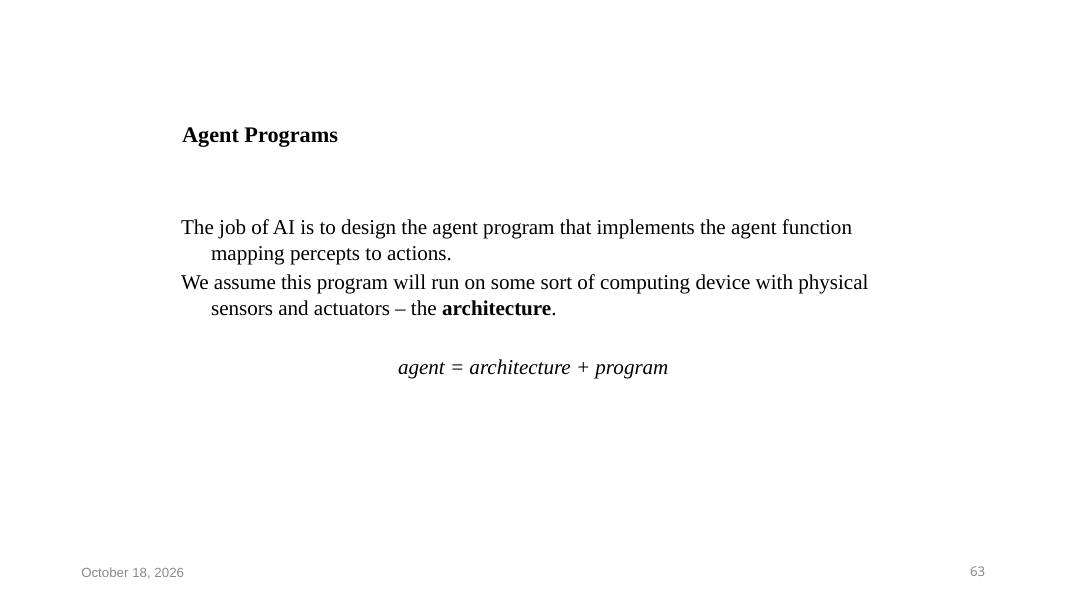 Agent Programs
The job of AI is to design the agent program that implements the agent function
mapping percepts to actions.
We assume this program will run on some sort of computing device with physical
sensors and actuators – the architecture.
agent = architecture + program
October 18, 2026
63